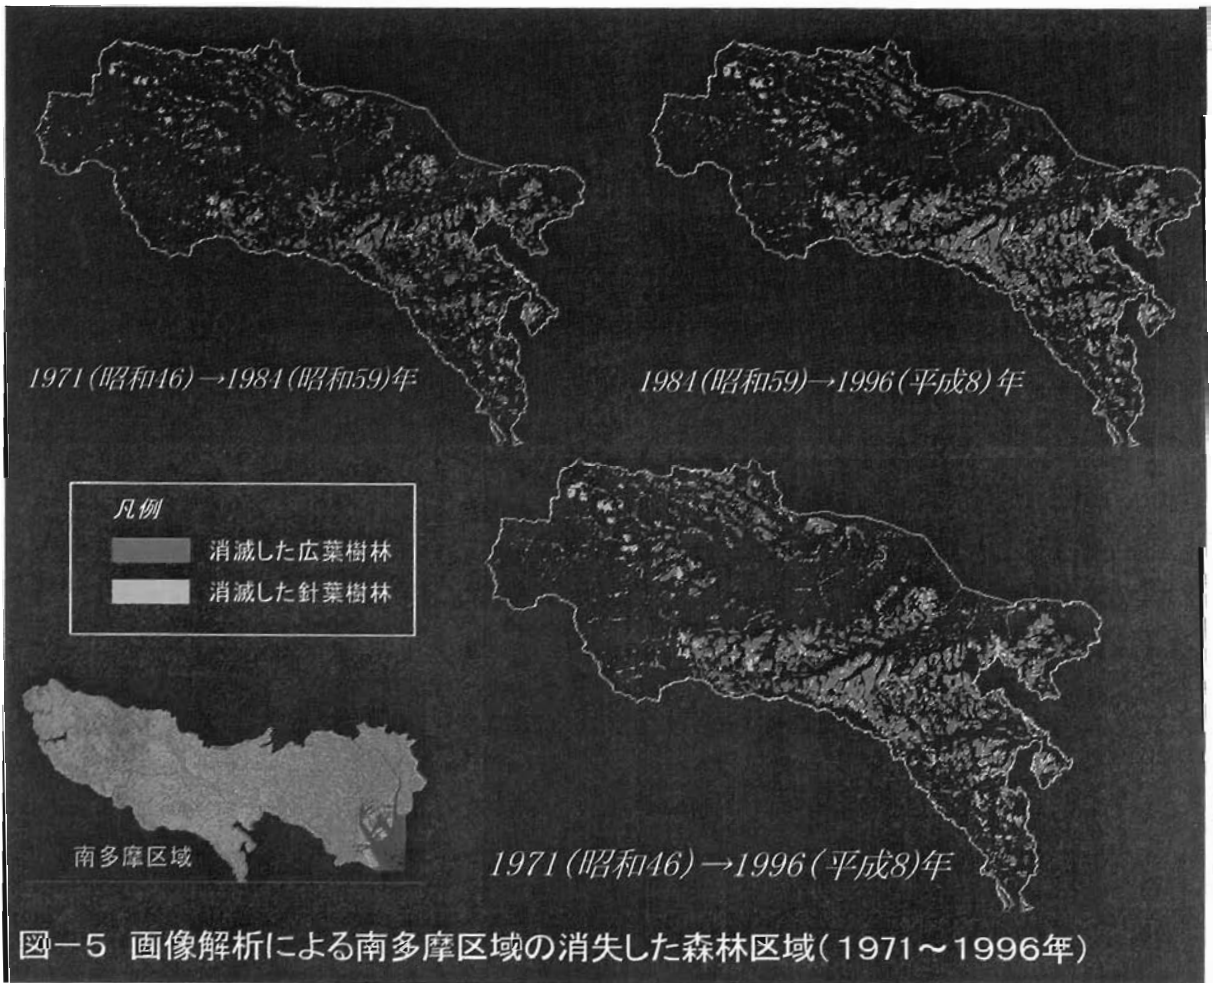 1971(昭和46)→1984(昭和59)年
1984(昭和59)→1996(平成8)年
凡例
消滅した広葉樹林
消滅した針葉樹林
南多摩区域
1971(昭和46)→1996(平成8)年
図−5 画像解析による南多摩区域の消失した森林区域(1971〜1996年)